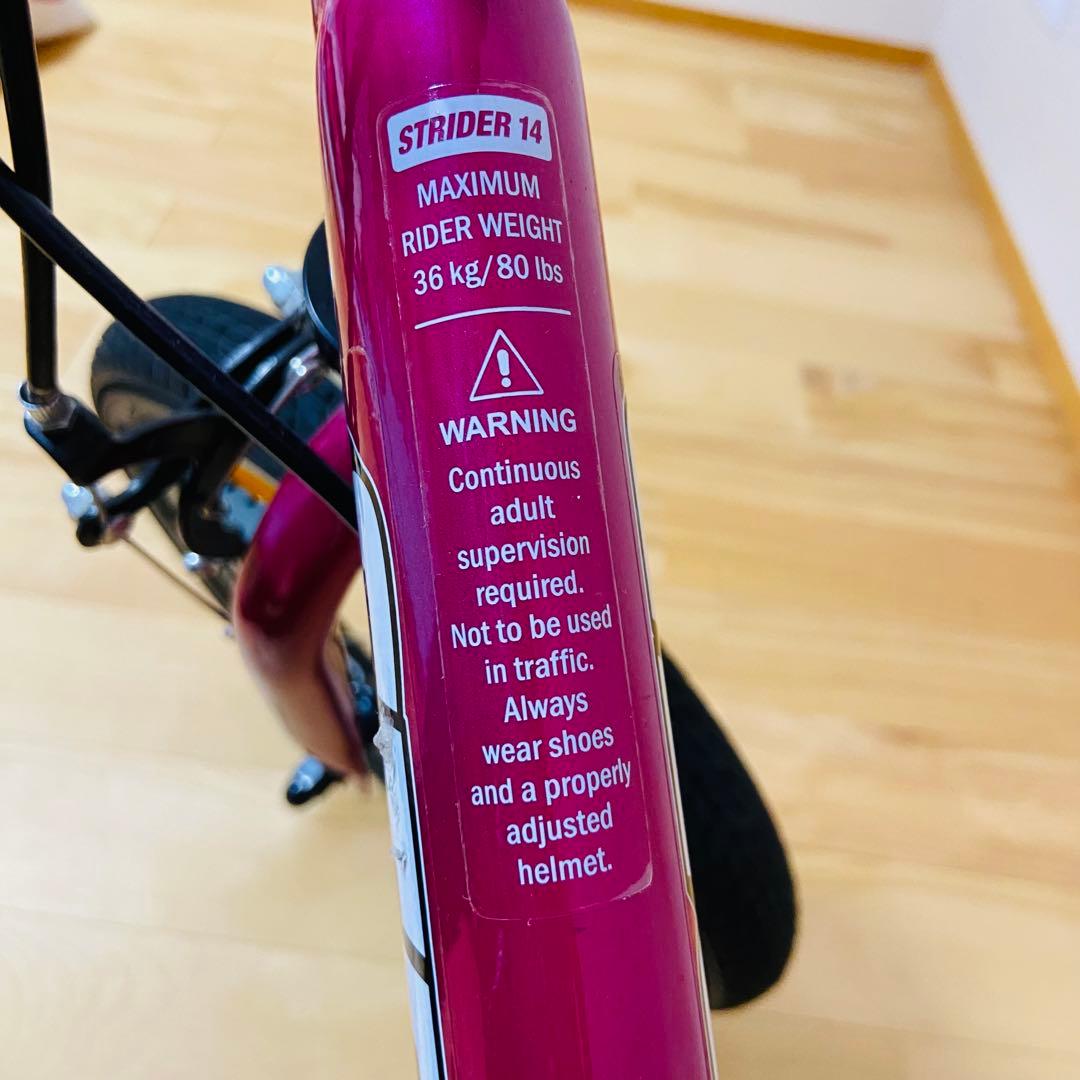 STRIDER 14
MAXIMUM
RIDER WEIGHT
36 kg/80 lbs
WARNING
Continuous
adult
supervision
required.
Not to be used
in traffic.
Always
wear shoes
and a properly
adjusted
helmet.